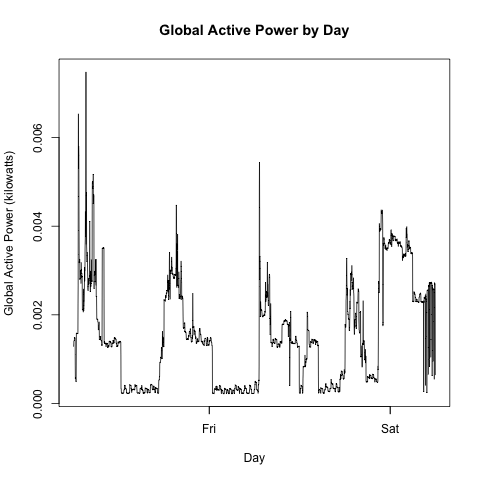 Global Active Power by Day
Global Active Power (kilowatts)
0.006
0.004
0.002
0.000
Fri
Sat
Day